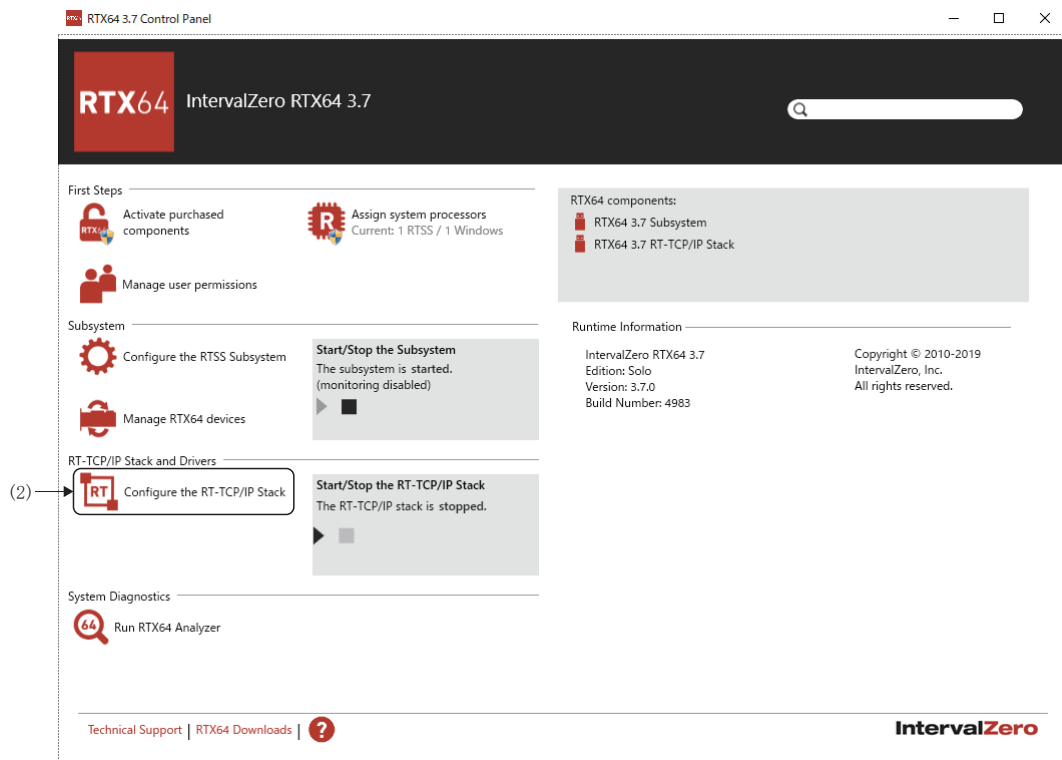 RTX64 3.7 Control Panel
RTX64
IntervalZero RTX64 3.7
First Steps
Activate purchased
components
Assign system processors
Current: 1 RTSS / 1 Windows
Manage user permissions
RTX64 components:
RTX64 3.7 Subsystem
RTX64 3.7 RT-TCP/IP Stack
Subsystem
Configure the RTSS Subsystem
Start/Stop the Subsystem
The subsystem is started.
(monitoring disabled)
Manage RTX64 devices
Runtime Information
IntervalZero RTX64 3.7
Edition: Solo
Version: 3.7.0
Build Number: 4983
Copyright © 2010-2019
IntervalZero, Inc.
All rights reserved.
RT-TCP/IP Stack and Drivers
(2)
RT
Configure the RT-TCP/IP Stack
Start/Stop the RT-TCP/IP Stack
The RT-TCP/IP stack is stopped.
System Diagnostics
64
Run RTX64 Analyzer
Technical Support | RTX64 Downloads | ?
IntervalZero